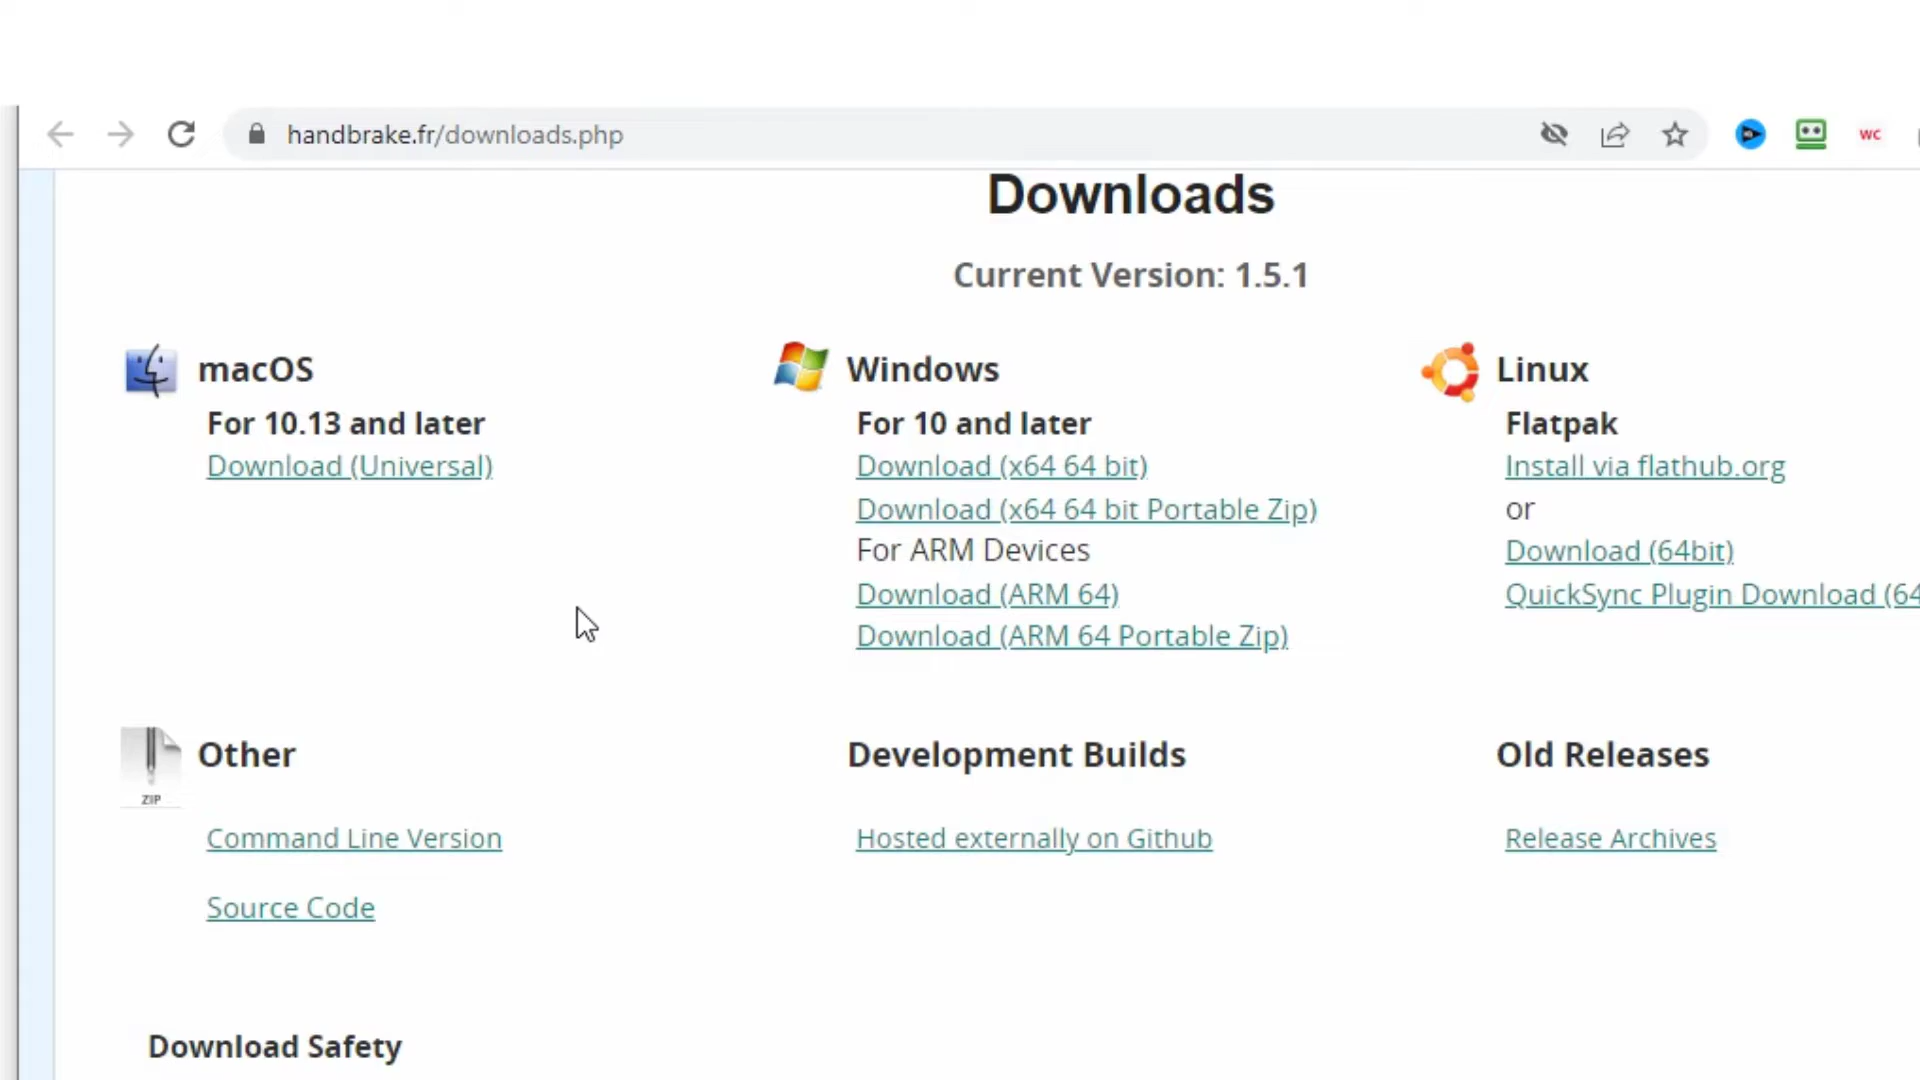 handbrake.fr/downloads.php
WC
Downloads
Current Version: 1.5.1
macOS
For 10.13 and later
Download (Universal)
Windows
For 10 and later
Download (x64 64 bit)
Download (x64 64 bit Portable Zip)
For ARM Devices
Download (ARM 64)
Download (ARM 64 Portable Zip)
Linux
Flatpak
Install via flathub.org
or
Download (64bit)
QuickSync Plugin Download (64
ZIP
Other
Command Line Version
Source Code
Development Builds
Hosted externally on Github
Old Releases
Release Archives
Download Safety